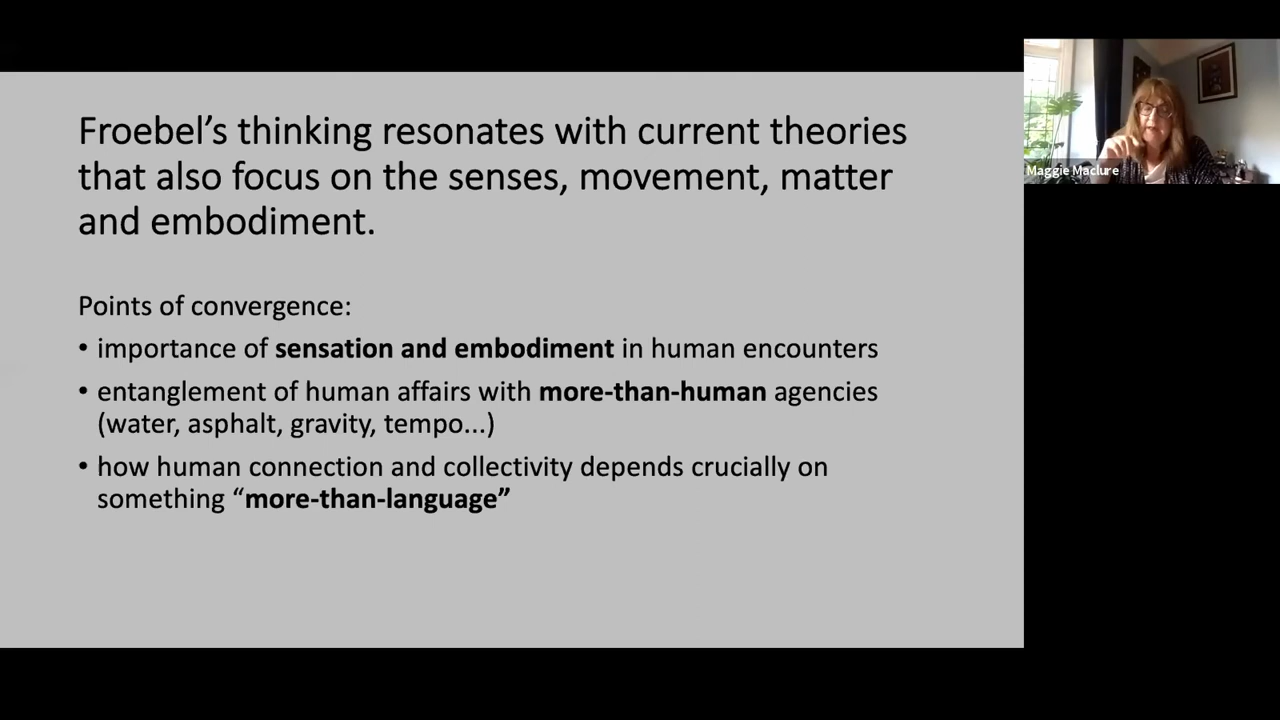 Froebel’s thinking resonates with current theories
that also focus on the senses, movement, matter
and embodiment.
Points of convergence:
• importance of sensation and embodiment in human encounters
• entanglement of human affairs with more-than-human agencies
(water, asphalt, gravity, tempo...)
• how human connection and collectivity depends crucially on
something “more-than-language”
Maggie Maclure